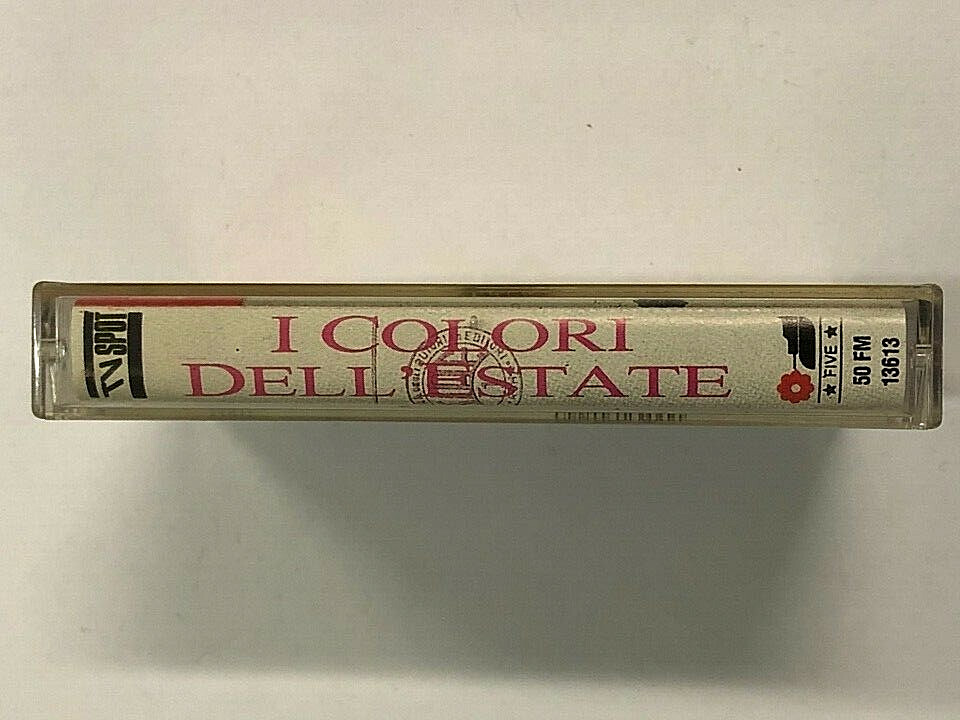 TV SPOT
I COLORI
DELL'ESTATE
★ FIVE ★
50 FM
13613